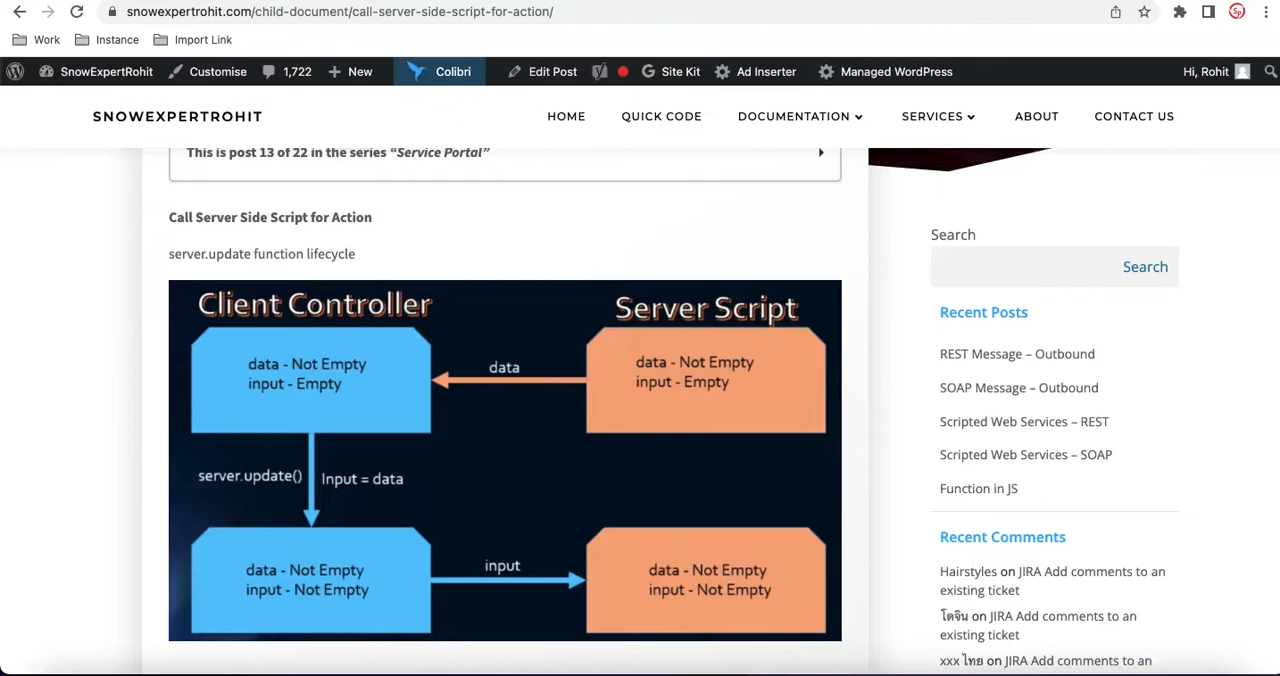 snowexpertrohit.com/child-document/call-server-side-script-for-action/
Work Instance Import Link
SnowExpertRohit Customise 1,722 New Colibri Edit Post Site Kit Ad Inserter Managed WordPress Hi, Rohit
SNOWEXPERTROHIT
HOME QUICK CODE DOCUMENTATION SERVICES ABOUT CONTACT US
This is post 13 of 22 in the series “Service Portal”
Call Server Side Script for Action
server.update function lifecycle
Client Controller
Server Script
data - Not Empty
input - Empty
data
data - Not Empty
input - Empty
server.update()
Input = data
data - Not Empty
input - Not Empty
input
data - Not Empty
input - Not Empty
Search
Search
Recent Posts
REST Message – Outbound
SOAP Message – Outbound
Scripted Web Services – REST
Scripted Web Services – SOAP
Function in JS
Recent Comments
Hairstyles on JIRA Add comments to an
existing ticket
โดจิน on JIRA Add comments to an
existing ticket
xxx ไทย on JIRA Add comments to an